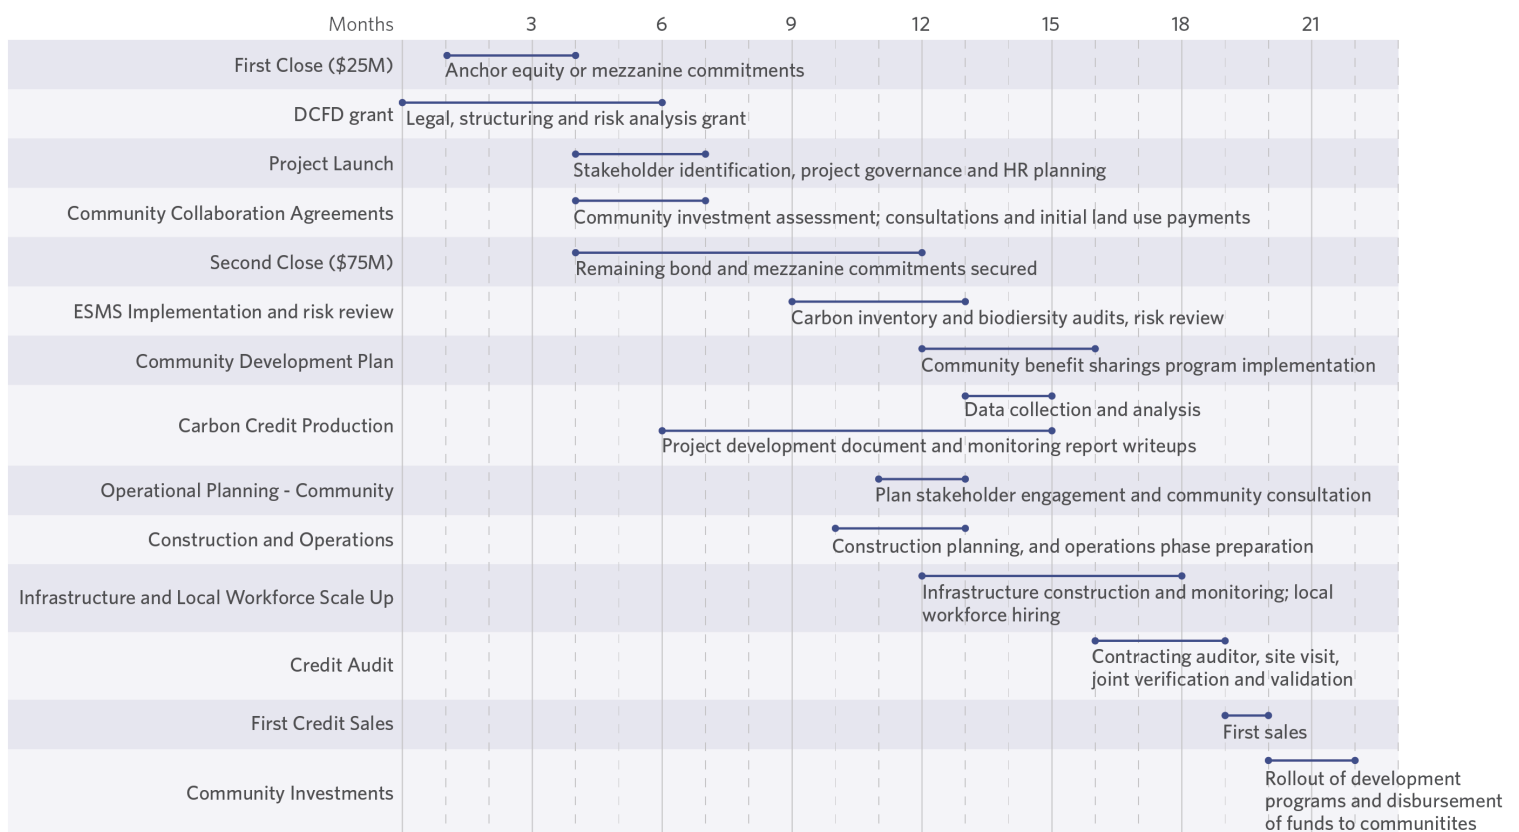 Months 3 6 9 12 15 18 21
First Close ($25M)
Anchor equity or mezzanine commitments
DCFD grant
Legal, structuring and risk analysis grant
Project Launch
Stakeholder identification, project governance and HR planning
Community Collaboration Agreements
Community investment assessment; consultations and initial land use payments
Second Close ($75M)
Remaining bond and mezzanine commitments secured
ESMS Implementation and risk review
Carbon inventory and biodiersity audits, risk review
Community Development Plan
Community benefit sharings program implementation
Carbon Credit Production
Data collection and analysis
Project development document and monitoring report writeups
Operational Planning - Community
Plan stakeholder engagement and community consultation
Construction and Operations
Construction planning, and operations phase preparation
Infrastructure and Local Workforce Scale Up
Infrastructure construction and monitoring; local
workforce hiring
Credit Audit
Contracting auditor, site visit,
joint verification and validation
First Credit Sales
First sales
Community Investments
Rollout of development
programs and disbursement
of funds to communitites